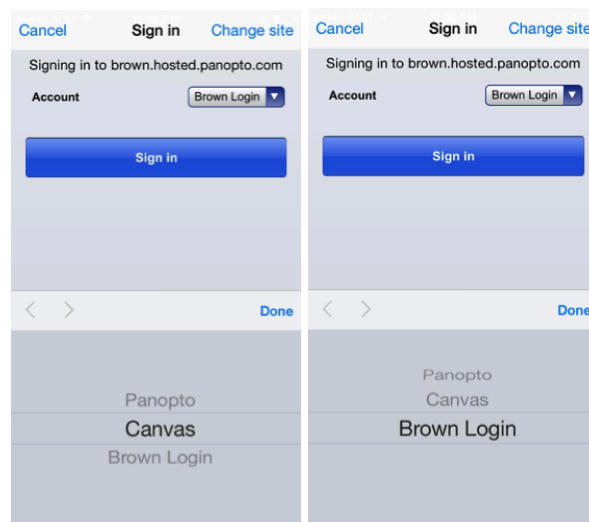 Cancel Sign in Change site
Signing in to brown.hosted.panopto.com
Account Brown Login
Sign in
Done
Panopto
Canvas
Brown Login
Cancel Sign in Change site
Signing in to brown.hosted.panopto.com
Account Brown Login
Sign in
Done
Panopto
Canvas
Brown Login